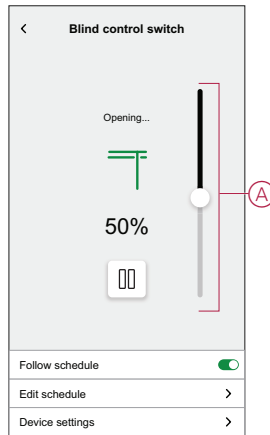 Blind control switch
Opening...
A
50%
Follow schedule
Edit schedule
Device settings